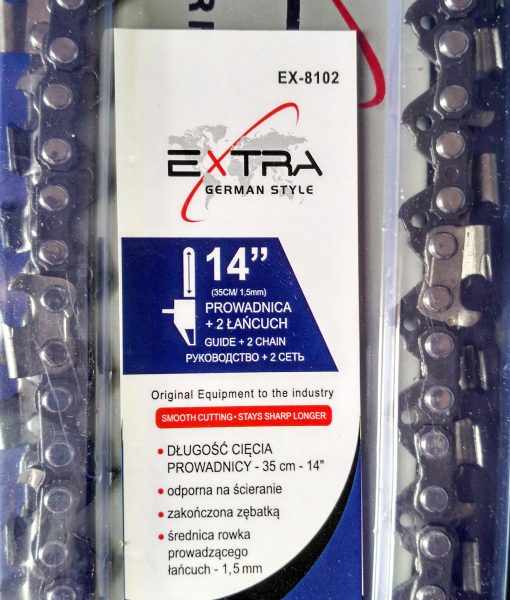 EX-8102
EXTRA
GERMAN STYLE
14”
(35CM/ 1,5mm)
PROWADNICA
+ 2 ŁAŃCUCH
GUIDE + 2 CHAIN
РУКОВОДСТВО + 2 СЕТЬ
Original Equipment to the industry
SMOOTH CUTTING • STAYS SHARP LONGER
• DŁUGOŚĆ CIĘCIA
PROWADNICY - 35 cm - 14"
• odporna na ścieranie
• zakończona zębatką
• średnica rowka
prowadzącego
łańcuch - 1,5 mm